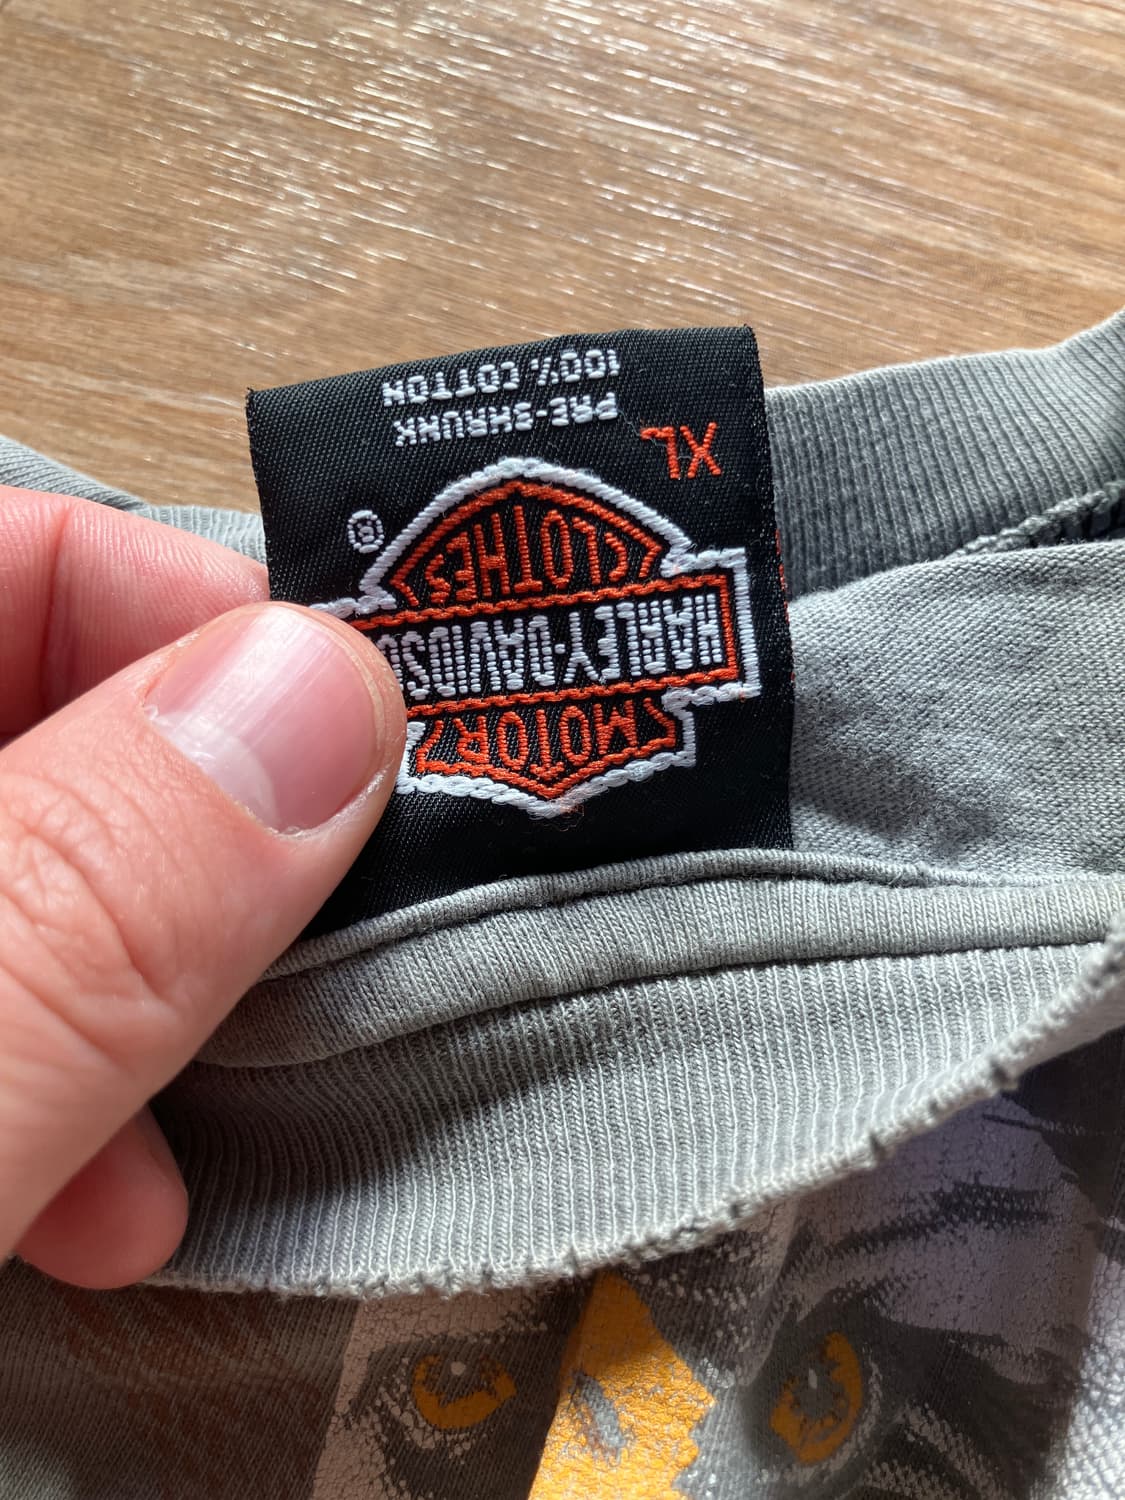 MOTOR
HARLEY-DAVIDSO
CLOTHES
®
XL
PRE-SHRUNK
100% COTTON